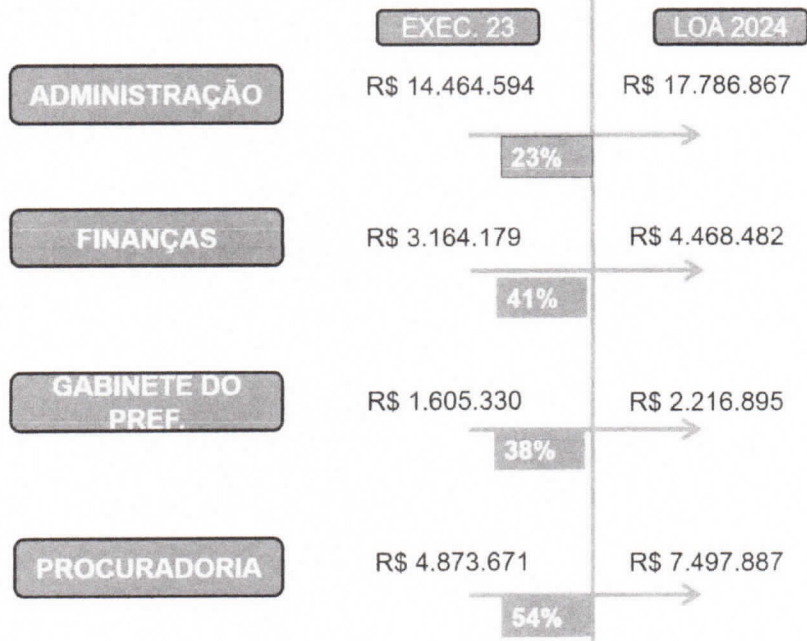 EXEC. 23 LOA 2024
ADMINISTRAÇÃO R$ 14.464.594 R$ 17.786.867
23%
FINANÇAS R$ 3.164.179 R$ 4.468.482
41%
GABINETE DO
PREF. R$ 1.605.330 R$ 2.216.895
38%
PROCURADORIA R$ 4.873.671 R$ 7.497.887
54%